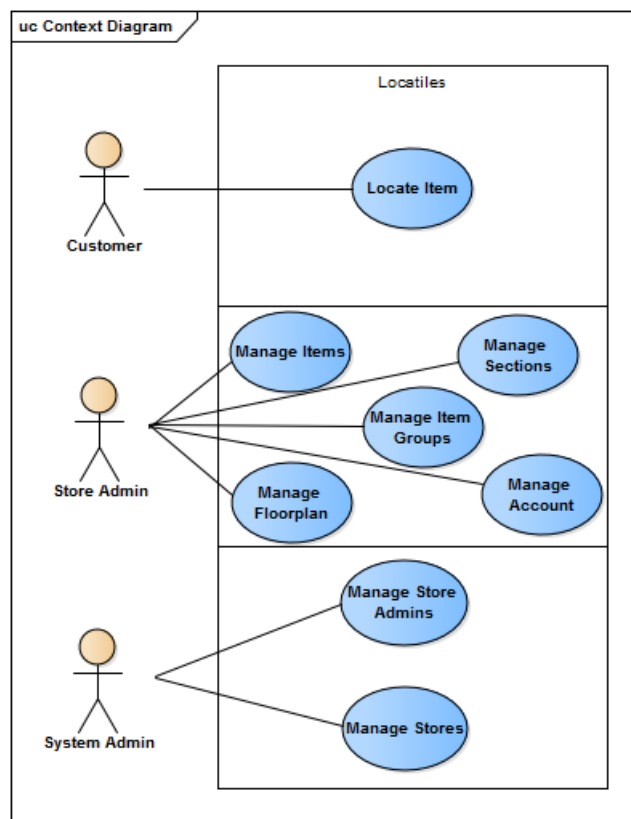 uc Context Diagram
Locatiles
Locate Item
Customer
Manage Items
Manage
Sections
Manage Item
Groups
Store Admin
Manage
Floorplan
Manage
Account
Manage Store
Admins
System Admin
Manage Stores